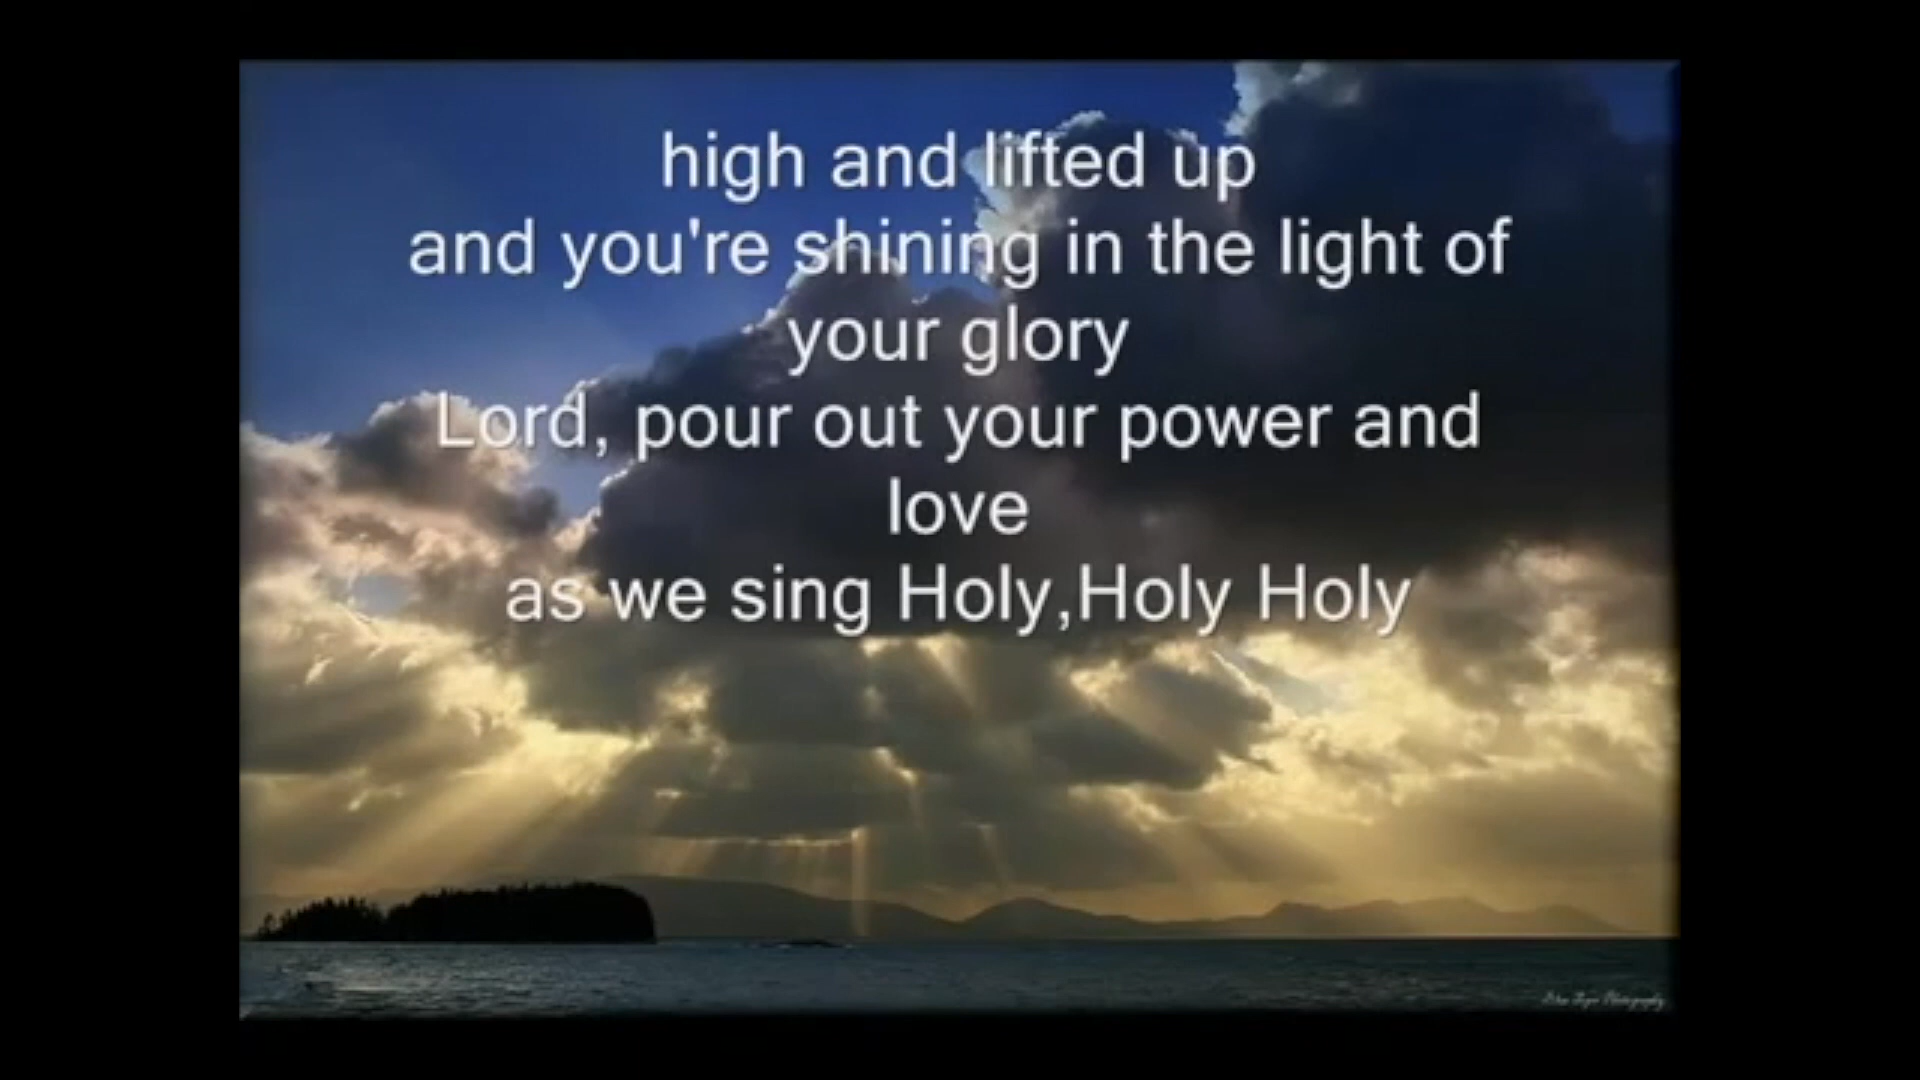 high and lifted up
and you're shining in the light of
your glory
Lord, pour out your power and
love
as we sing Holy,Holy Holy